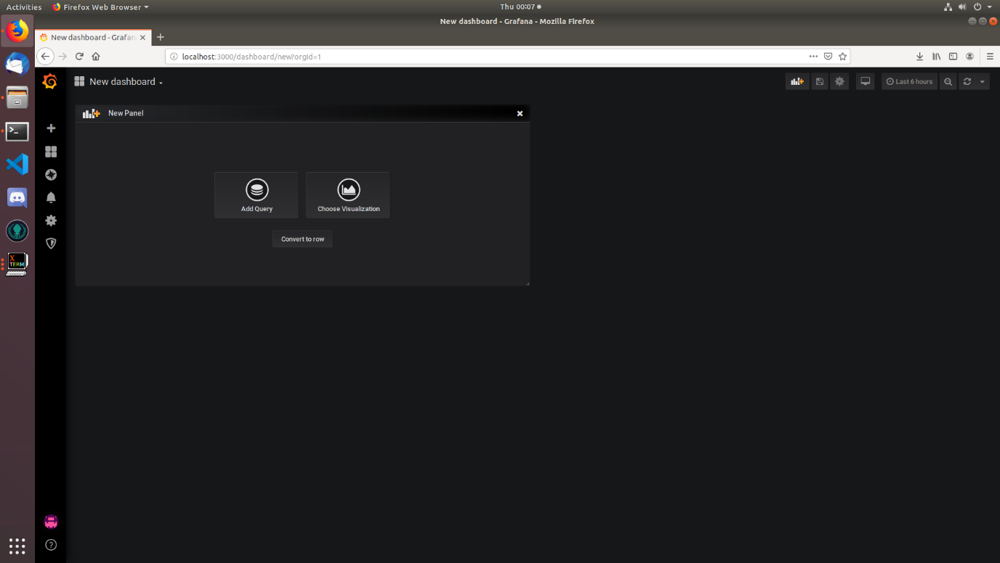 Activities
Firefox Web Browser
Thu 00:07
New dashboard - Grafana - Mozilla Firefox
New dashboard - Grafan
localhost:3000/dashboard/new?orgId=1
New dashboard
Last 6 hours
New Panel
Add Query
Choose Visualization
Convert to row
X
TERM